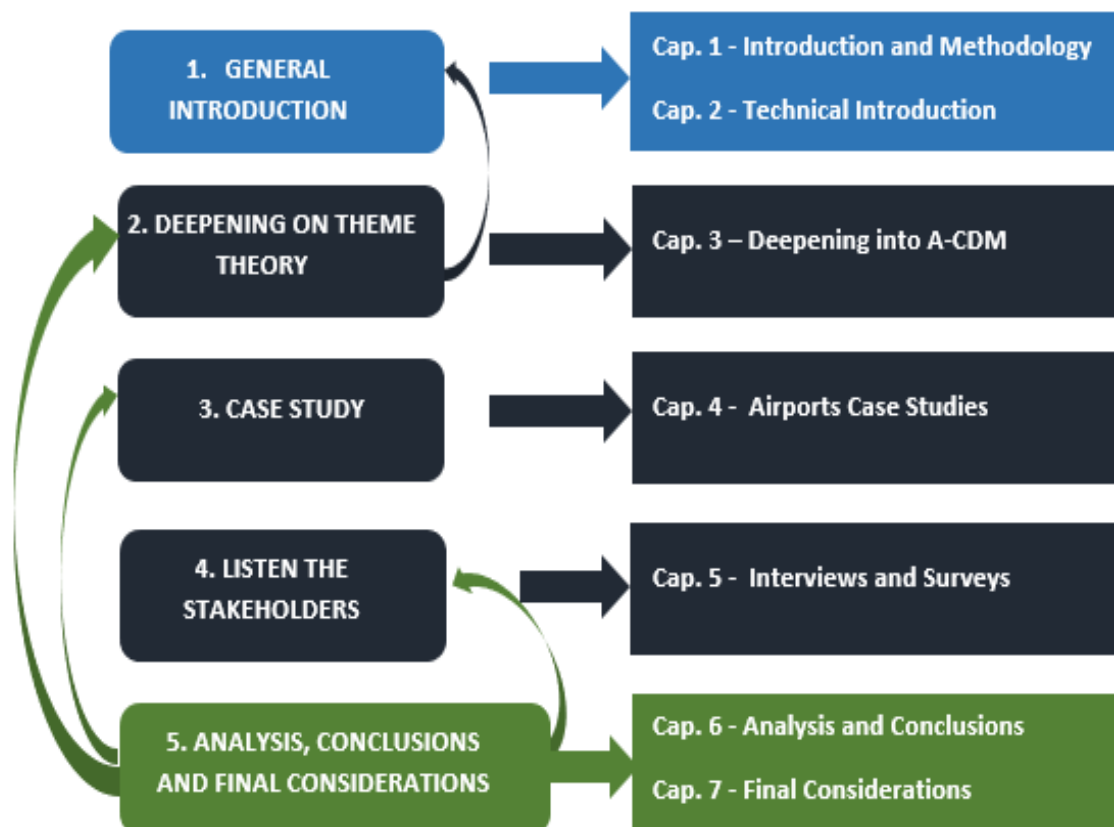 1. GENERAL
INTRODUCTION
Cap. 1 - Introduction and Methodology
Cap. 2 - Technical Introduction
2. DEEPENING ON THEME
THEORY
Cap. 3 – Deepening into A-CDM
3. CASE STUDY
Cap. 4 - Airports Case Studies
4. LISTEN THE
STAKEHOLDERS
Cap. 5 - Interviews and Surveys
5. ANALYSIS, CONCLUSIONS
AND FINAL CONSIDERATIONS
Cap. 6 - Analysis and Conclusions
Cap. 7 - Final Considerations